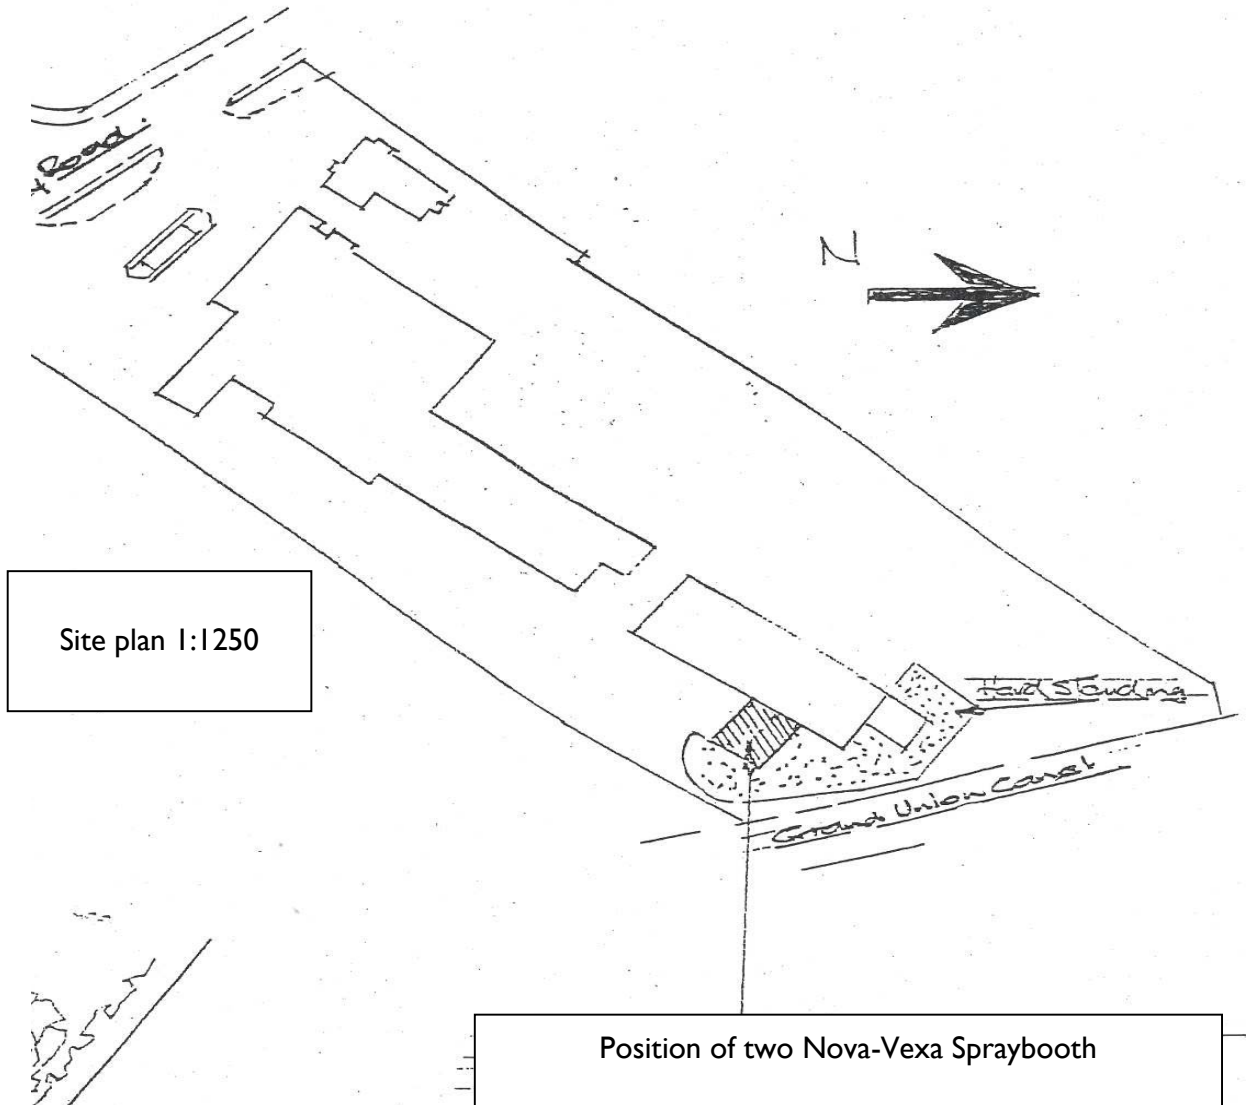 Road.
N
Site plan 1:1250
Hard Standing
Grand Union Canal
Position of two Nova-Vexa Spraybooth